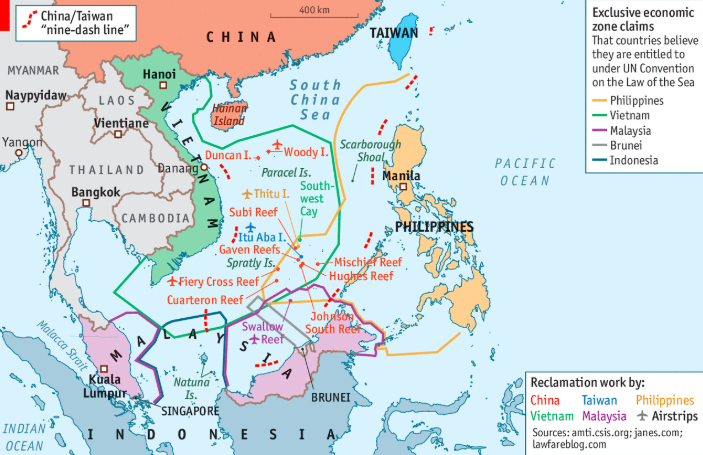 China/Taiwan
“nine-dash line”
400 km
CHINA
TAIWAN
Exclusive economic
zone claims
That countries believe
they are entitled to
under UN Convention
on the Law of the Sea
Philippines
Vietnam
Malaysia
Brunei
Indonesia
MYANMAR
Hanoi
Naypyidaw
LAOS
Hainan
Island
South
China
Sea
Vientiane
Yangon
VIETNAM
Duncan I.
Woody I.
Scarborough
Shoal
PACIFIC
OCEAN
THAILAND
Danang
Paracel Is.
Manila
Bangkok
Thitu I.
South-
west
Cay
CAMBODIA
Subi Reef
PHILIPPINES
Itu Aba I.
Gaven Reefs
Spratly Is.
Mischief Reef
Hughes Reef
Fiery Cross Reef
Cuarteron Reef
Johnson
South Reef
Swallow
Reef
Malacca Strait
MALAYSIA
Kuala
Lumpur
Natuna
Is.
BRUNEI
SINGAPORE
INDIAN
OCEAN
INDONESIA
Reclamation work by:
China Taiwan Philippines
Vietnam Malaysia Airstrips
Sources: amti.csis.org; janes.com;
lawfareblog.com